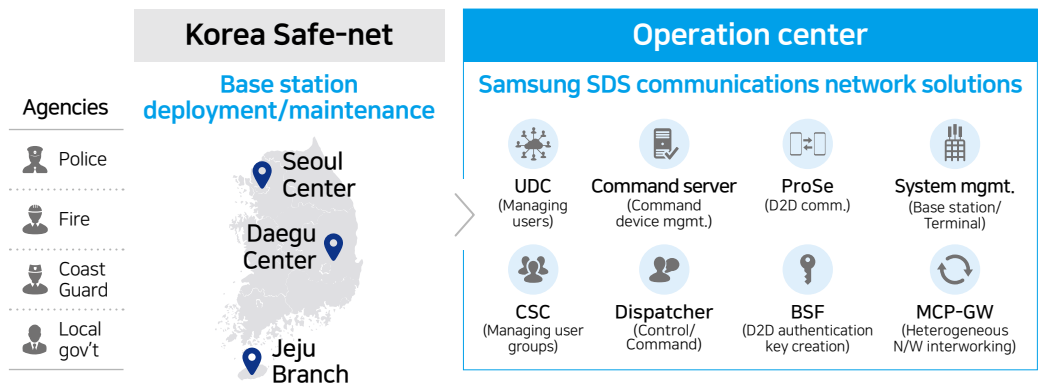 Korea Safe-net
Operation center
Agencies
Police
Fire
Coast
Guard
Local
gov't
Base station
deployment/maintenance
Seoul
Center
Daegu
Center
Jeju
Branch
Samsung SDS communications network solutions
UDC
(Managing
users)
Command server
(Command
device mgmt.)
ProSe
(D2D comm.)
System mgmt.
(Base station/
Terminal)
CSC
(Managing user
groups)
Dispatcher
(Control/
Command)
BSF
(D2D authentication
key creation)
MCP-GW
(Heterogeneous
N/W interworking)